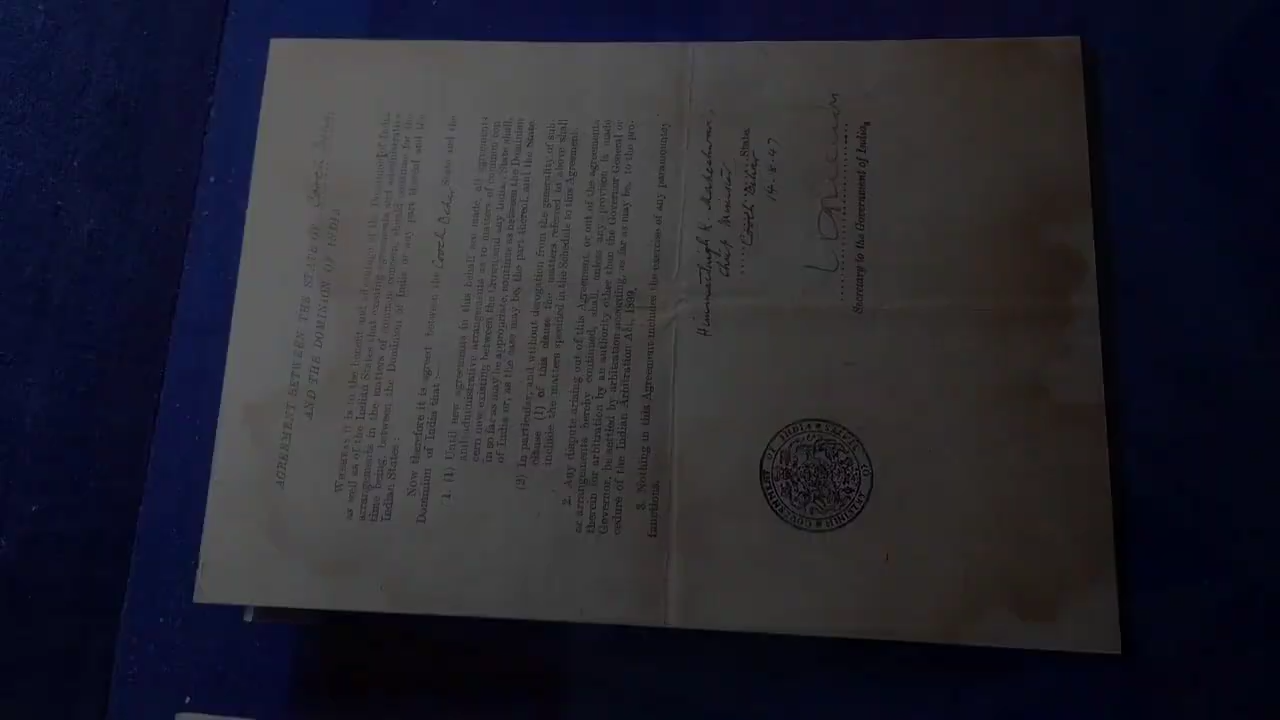 AGREEMENT BETWEEN THE STATE OF Cooch Behar
AND THE DOMINION OF INDIA
WHEREAS it is to the benefit and advantage of the Dominion of India
as well as of the Indian States that existing agreements and administrative
arrangements in the matters of common concern, should continue for the
time being, between the Dominion of India or any part thereof and the
Indian States:
Now therefore it is agreed between the Cooch Behar State and the
Dominion of India that:—
1. (1) Until new agreements in this behalf are made, all agreements
and administrative arrangements as to matters of common con-
cern now existing between the Crown and any Indian State shall,
in so far as may be appropriate, continue as between the Dominion
of India or, as the case may be, the part thereof, and the State.
(2) In particular, and without derogation from the generality of sub-
clause (1) of this clause the matters referred to above shall
include the matters specified in the Schedule to this Agreement.
2. Any dispute arising out of this Agreement, or out of the agreements
or arrangements hereby continued, shall, unless any provision is made
therein for arbitration by an authority other than the Governor General or
Governor, be settled by arbitration according, as far as may be, to the pro-
cedure of the Indian Arbitration Act, 1899.
3. Nothing in this Agreement includes the exercise of any paramountcy
functions.
Himmatsingh K. Maheshwari,
Chief Minister
Cooch Behar State
14-8-47
Secretary to the Government of India
GOVERNMENT OF INDIA STATES MINISTRY